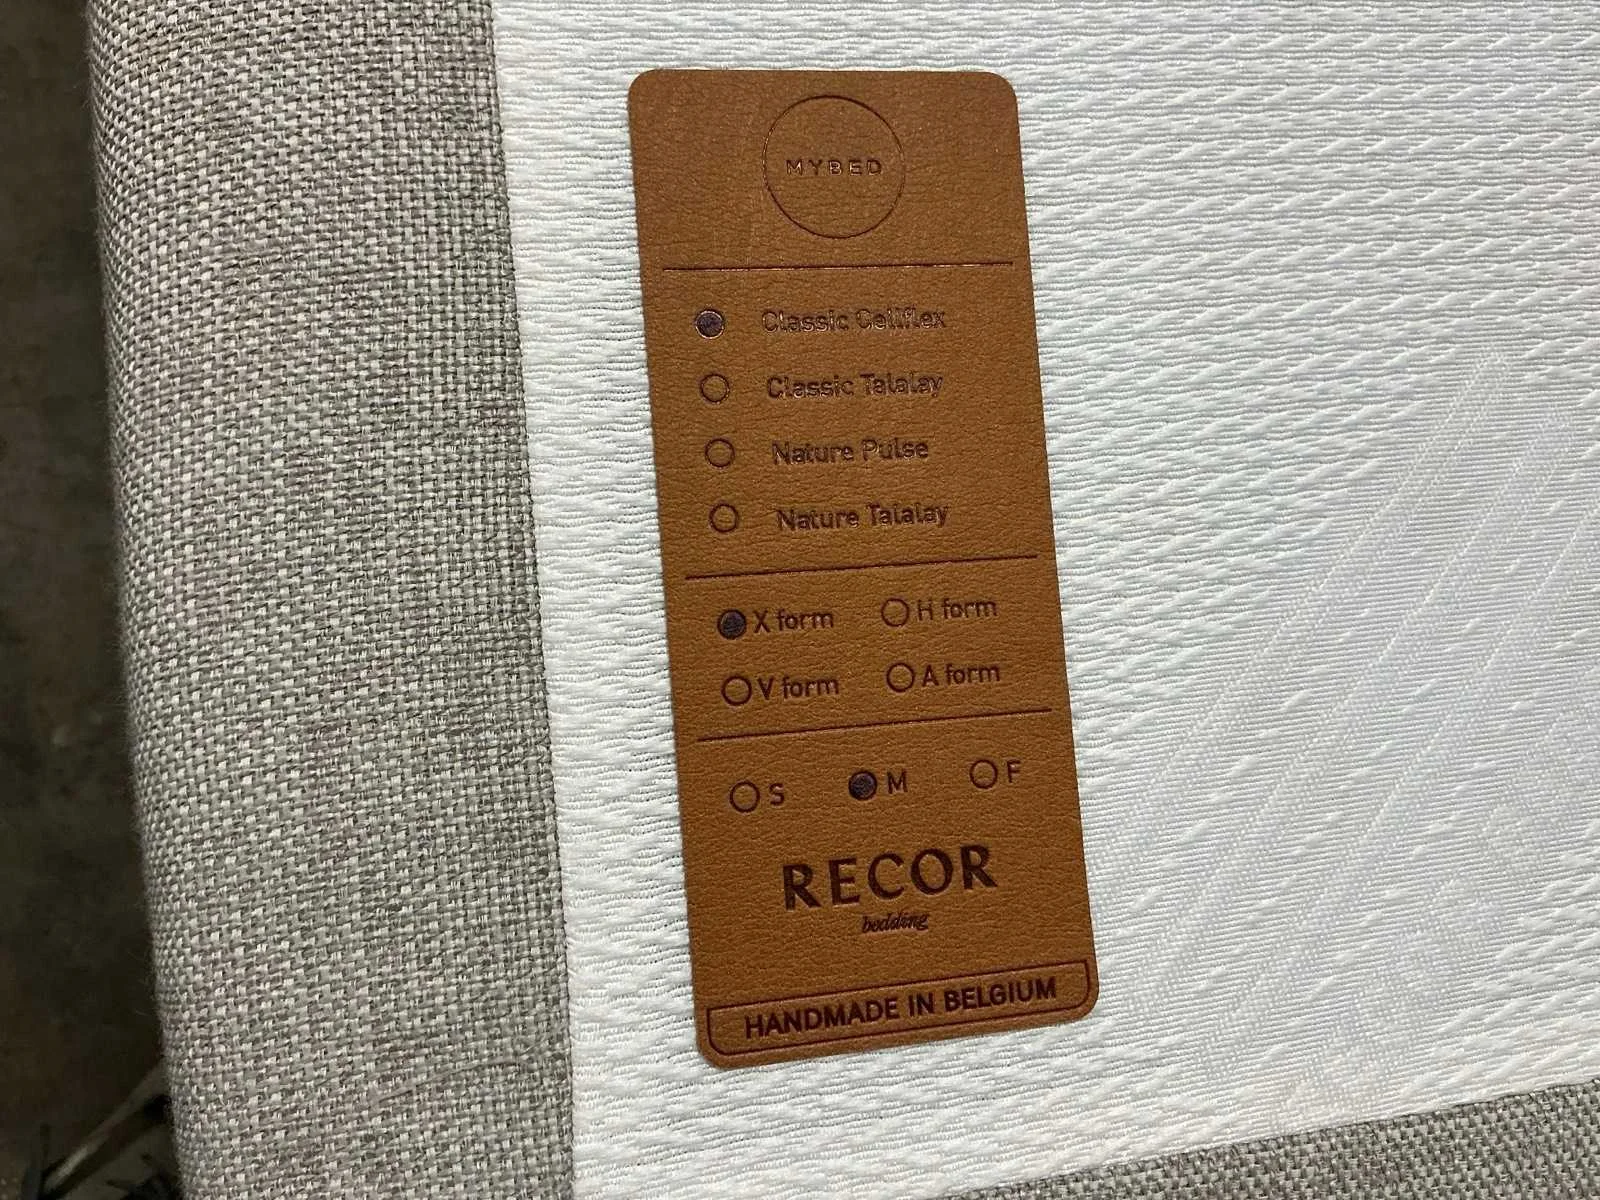 MYBED
Classic Cellflex
Classic Talalay
Nature Pulse
Nature Talalay
X form H form
V form A form
S M F
RECOR
bedding
HANDMADE IN BELGIUM